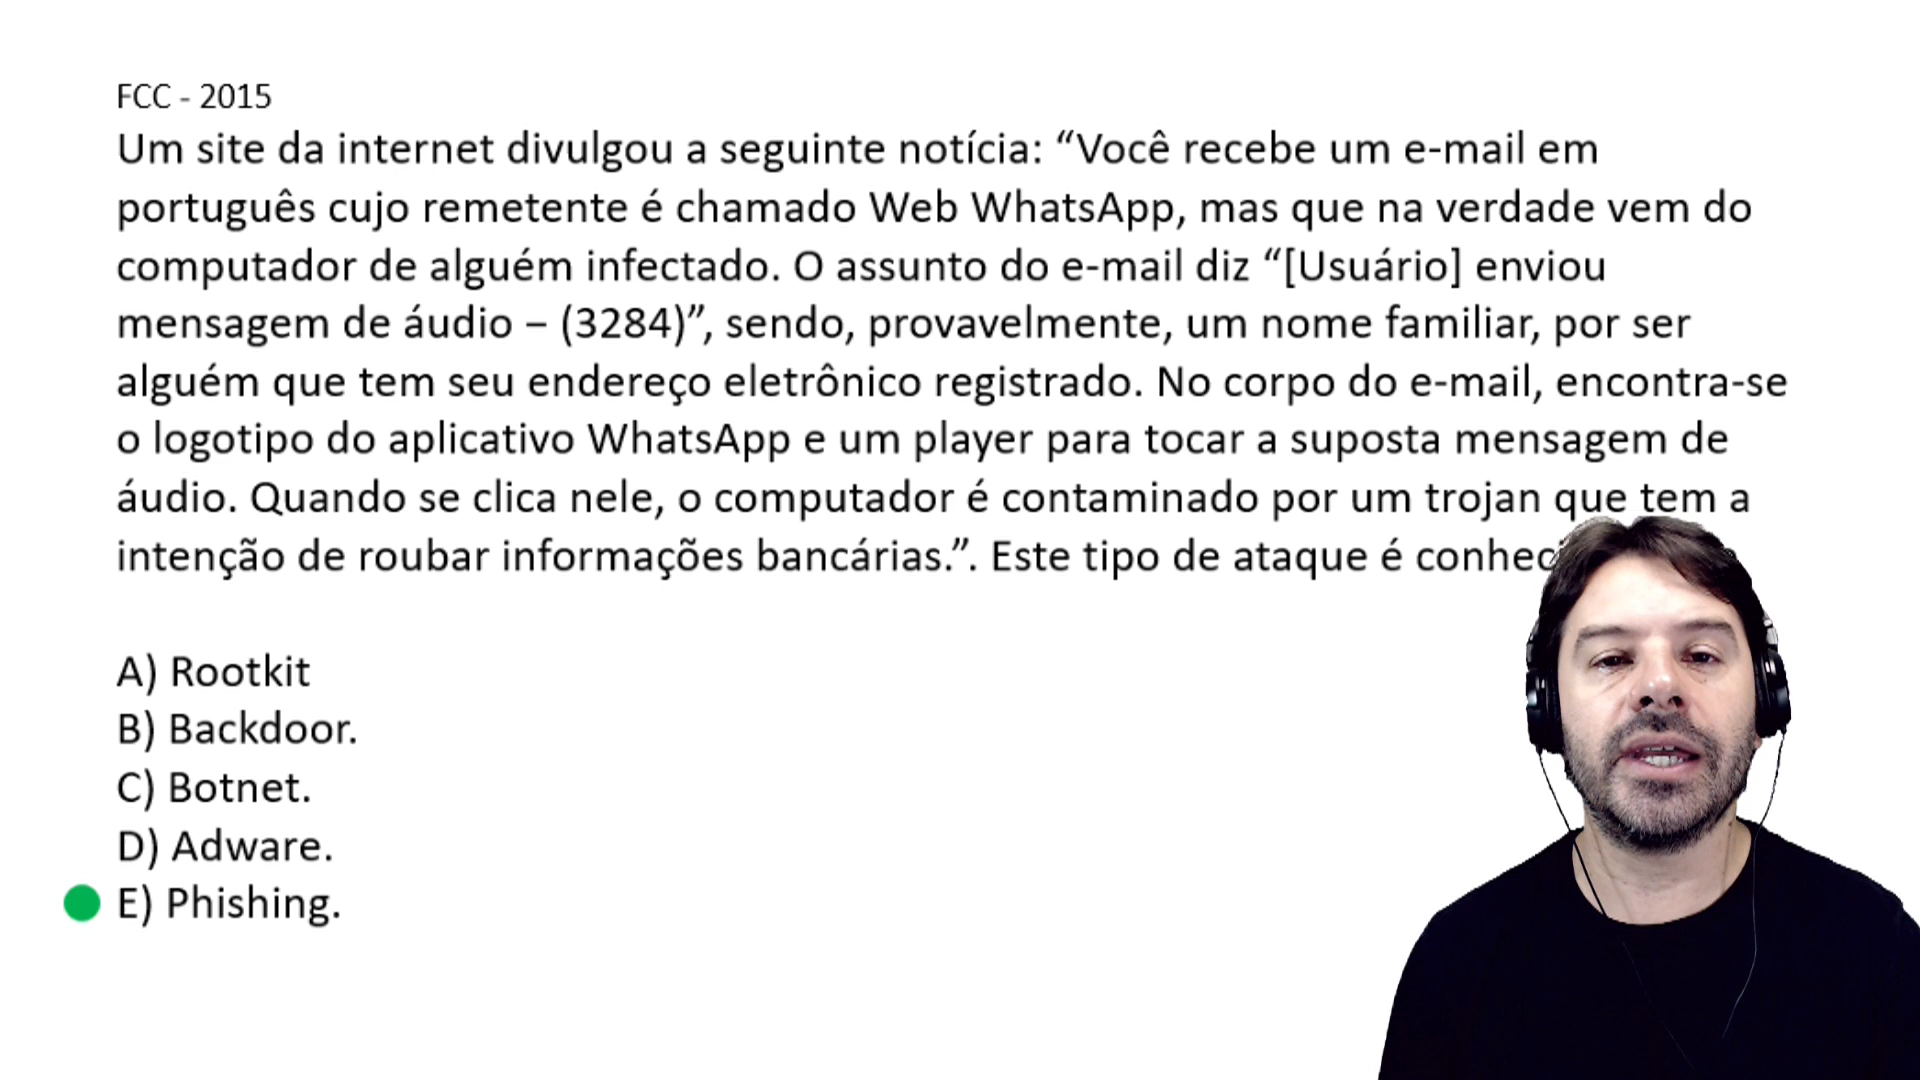 FCC - 2015
Um site da internet divulgou a seguinte notícia: “Você recebe um e-mail em
português cujo remetente é chamado Web WhatsApp, mas que na verdade vem do
computador de alguém infectado. O assunto do e-mail diz “[Usuário] enviou
mensagem de áudio – (3284)”, sendo, provavelmente, um nome familiar, por ser
alguém que tem seu endereço eletrônico registrado. No corpo do e-mail, encontra-se
o logotipo do aplicativo WhatsApp e um player para tocar a suposta mensagem de
áudio. Quando se clica nele, o computador é contaminado por um trojan que tem a
intenção de roubar informações bancárias.”. Este tipo de ataque é
A) Rootkit
B) Backdoor.
C) Botnet.
D) Adware.
E) Phishing.